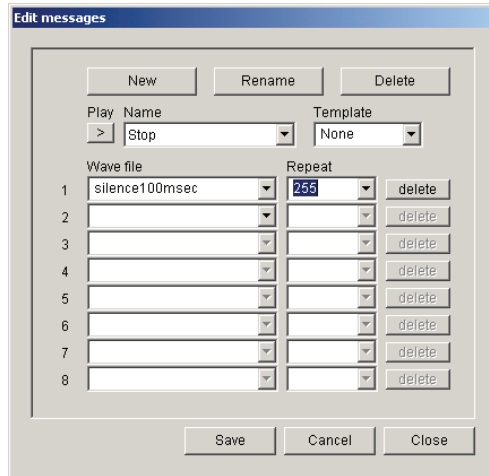 Edit messages
New Rename Delete
Play Name Template
> Stop None
Wave file Repeat
1 silence100msec 255 delete
2 delete
3 delete
4 delete
5 delete
6 delete
7 delete
8 delete
Save Cancel Close